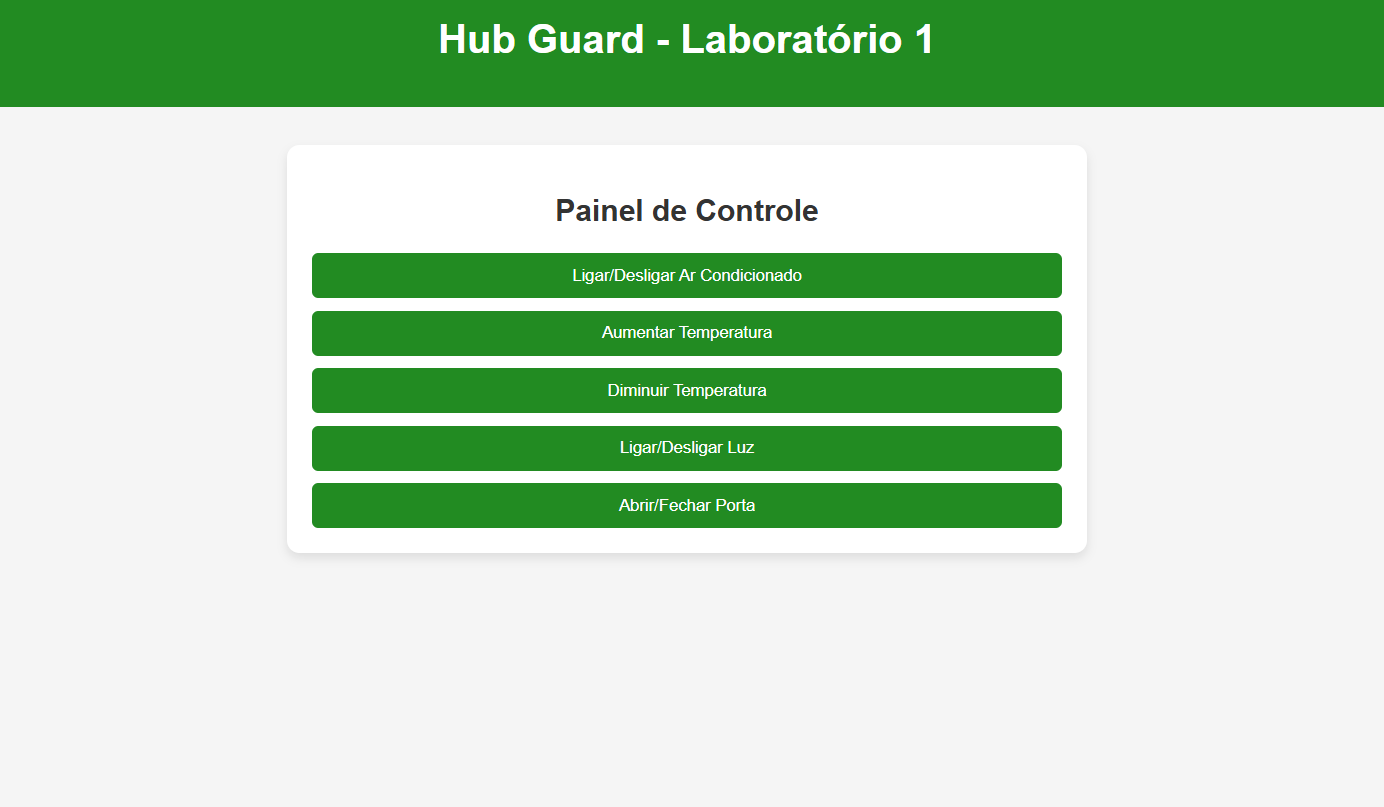 Hub Guard - Laboratório 1
Painel de Controle
Ligar/Desligar Ar Condicionado
Aumentar Temperatura
Diminuir Temperatura
Ligar/Desligar Luz
Abrir/Fechar Porta